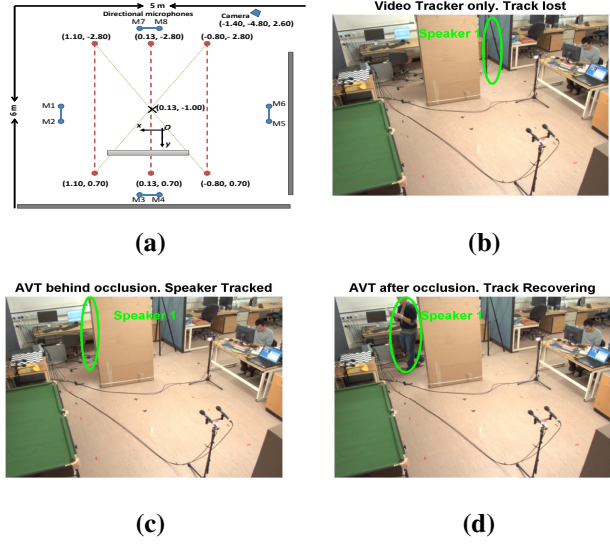 5 m
Directional microphones
M7 M8
Camera
(-1.40, -4.80, 2.60)
(1.10, -2.80)
(0.13, -2.80)
(-0.80,- 2.80)
6 m
M1
M2
M6
M5
(0.13, -1.00)
x
O
y
(1.10, 0.70)
(0.13, 0.70)
(-0.80, 0.70)
M3 M4
(a)
Video Tracker only. Track lost
Speaker 1
(b)
AVT behind occlusion. Speaker Tracked
Speaker 1
(c)
AVT after occlusion. Track Recovering
Speaker 1
(d)